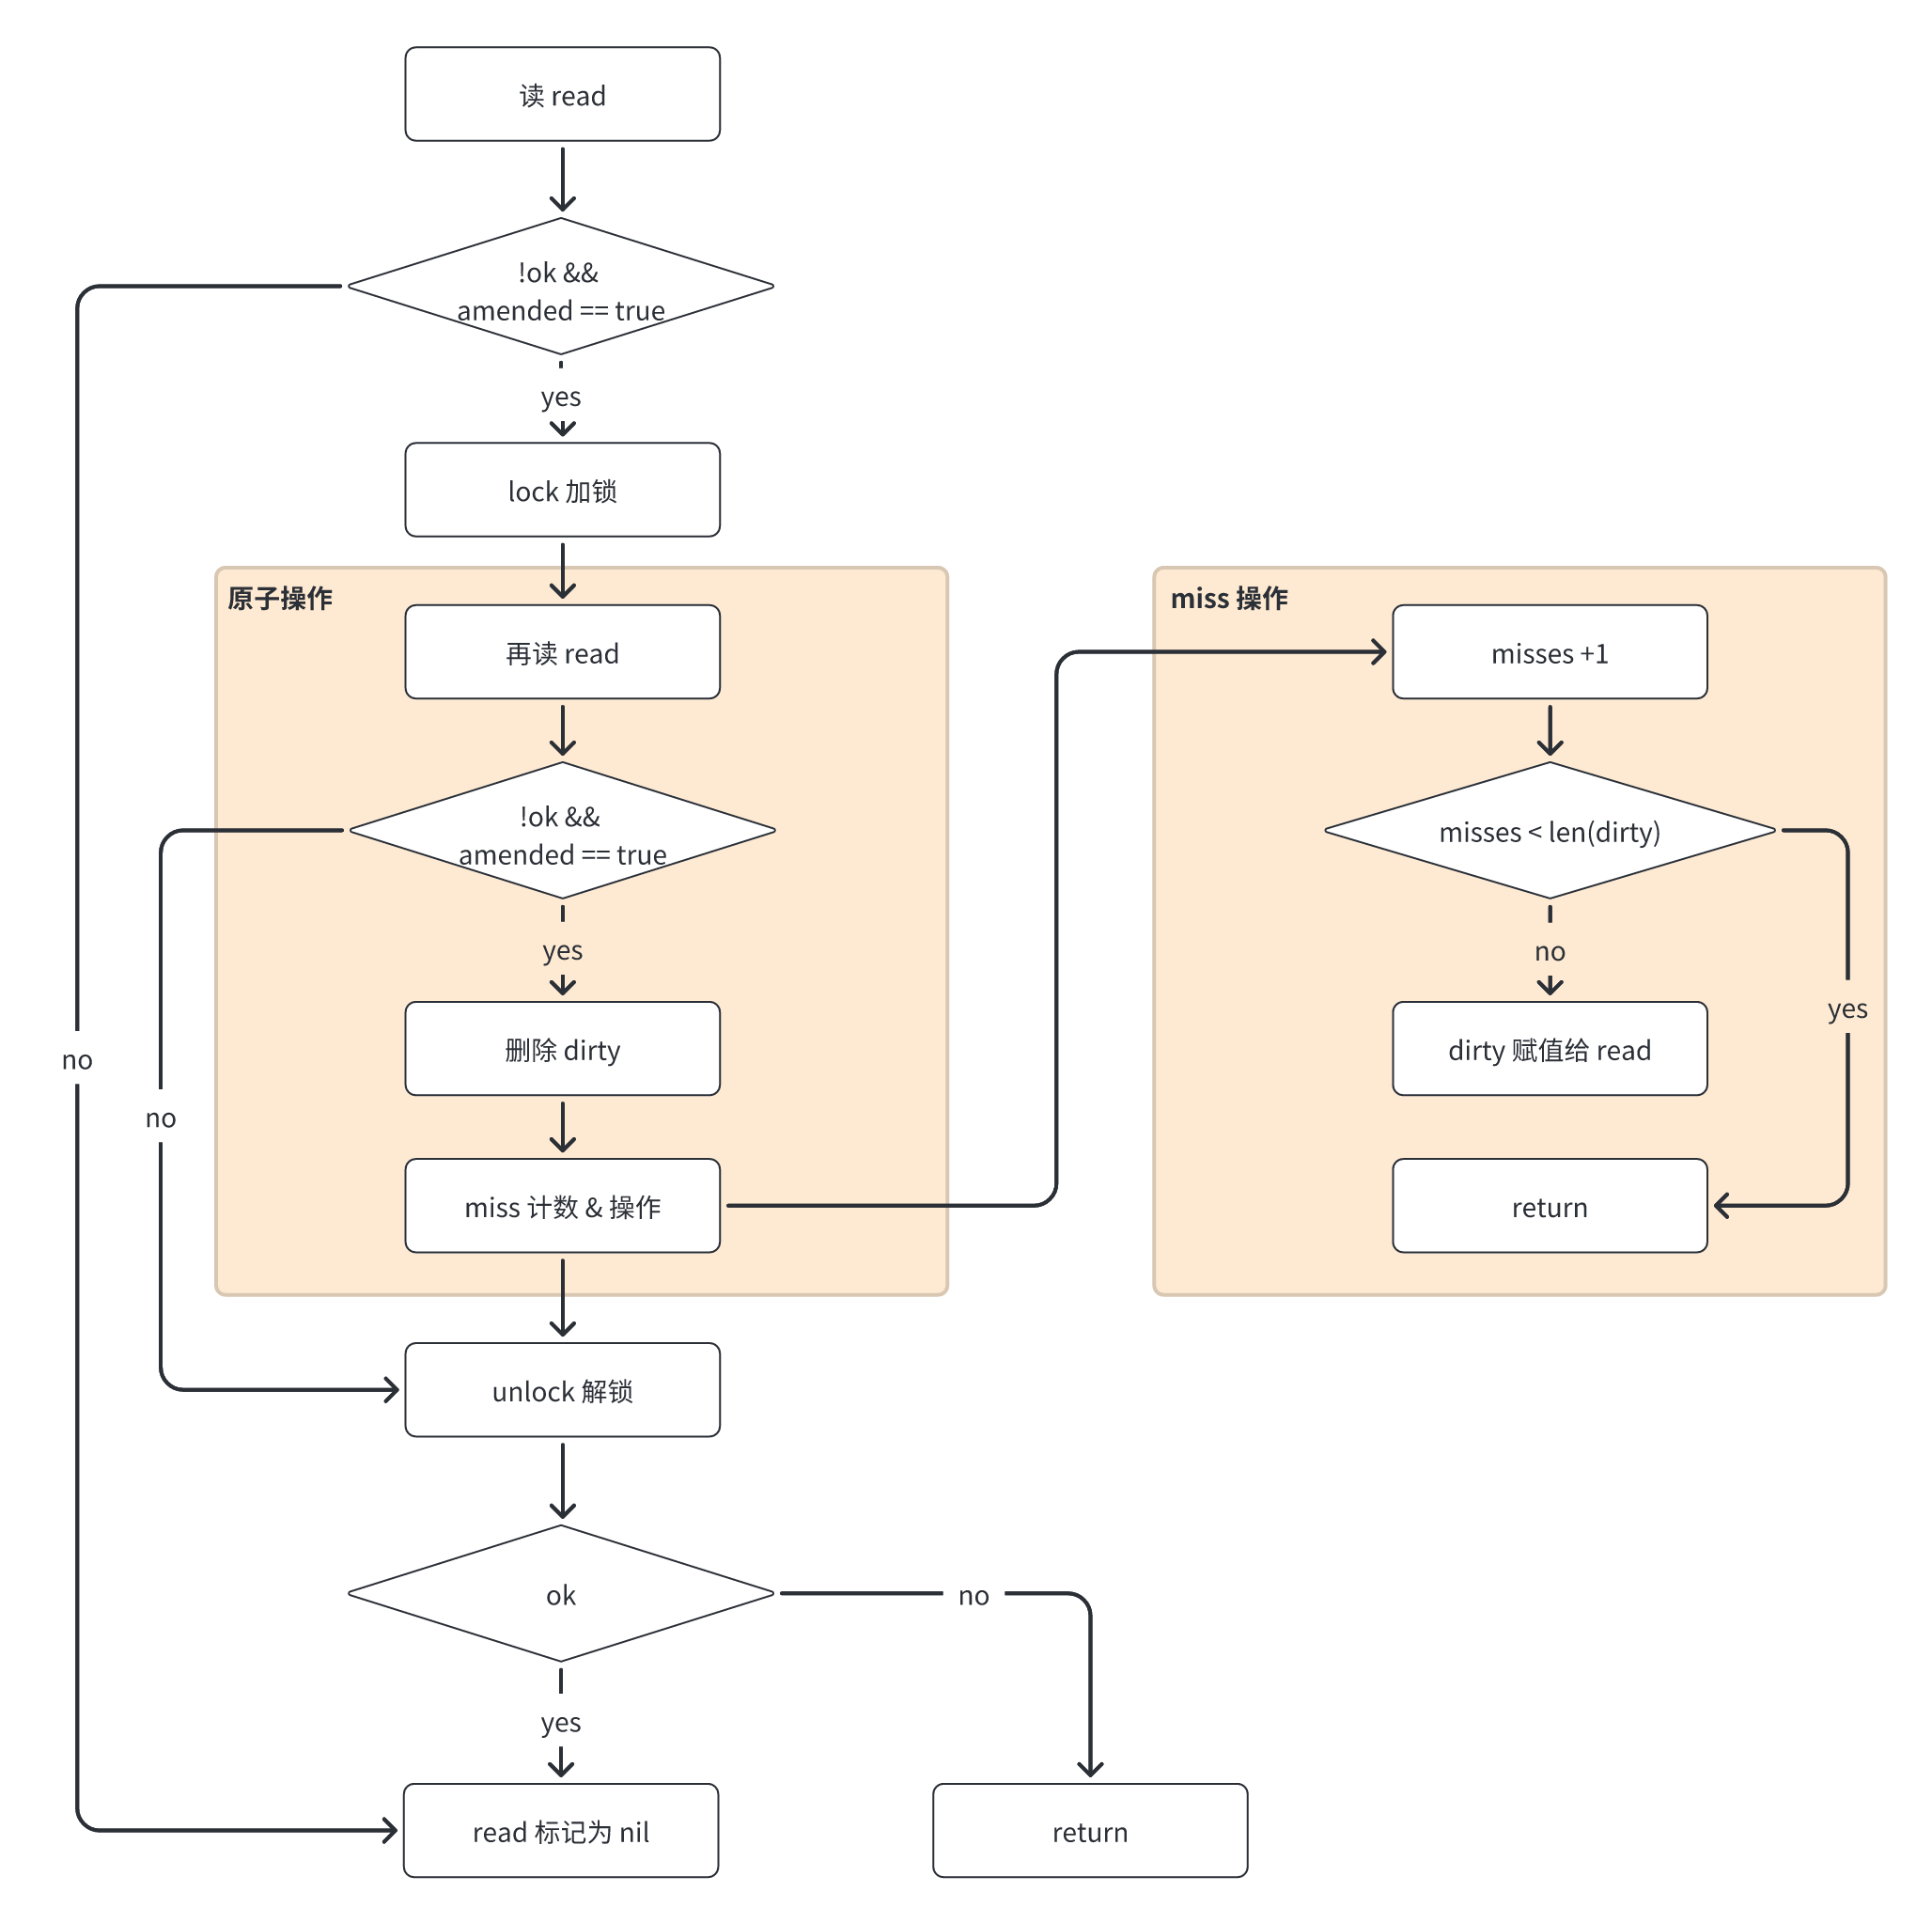 读 read
!ok &&
amended == true
yes
lock 加锁
原子操作
再读 read
!ok &&
amended == true
yes
删除 dirty
no
no
miss 计数 & 操作
miss 操作
misses +1
misses < len(dirty)
no
yes
dirty 赋值给 read
return
unlock 解锁
ok
no
yes
read 标记为 nil
return